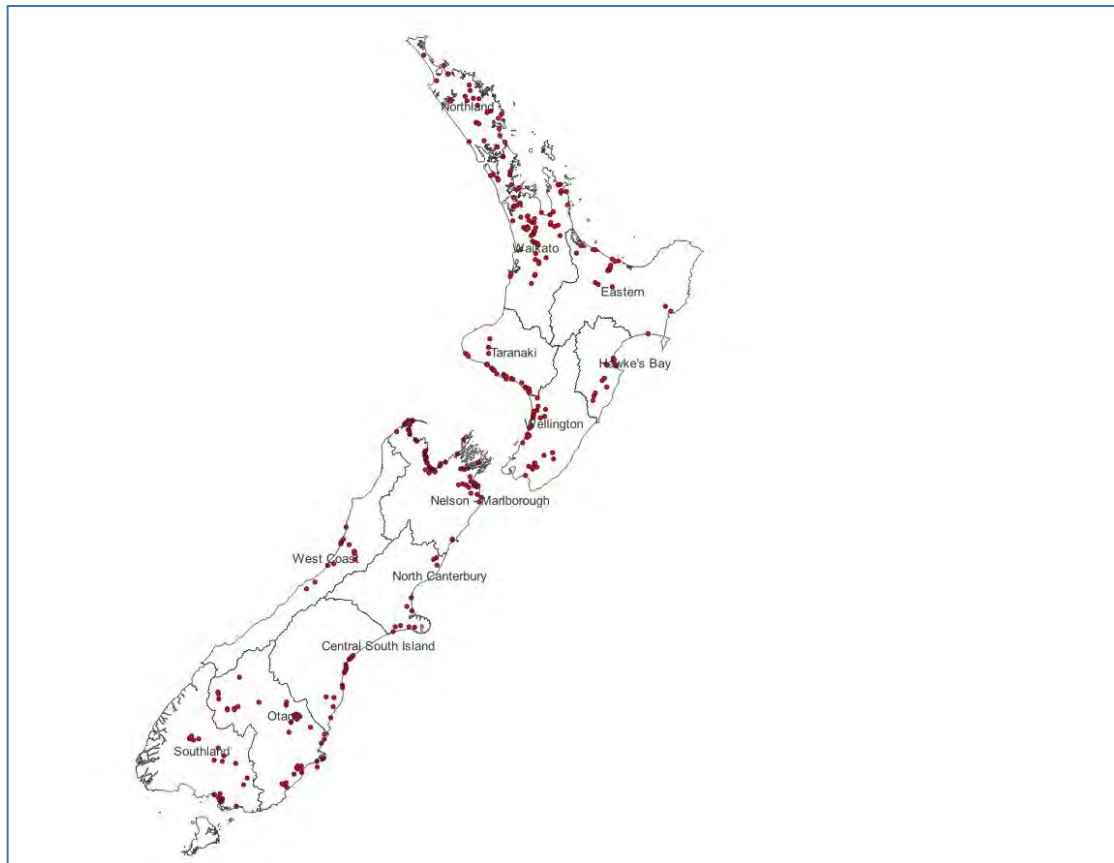 Northland
Waikato
Eastern
Taranaki
Hawke's Bay
Wellington
Nelson - Marlborough
West Coast
North Canterbury
Central South Island
Otago
Southland